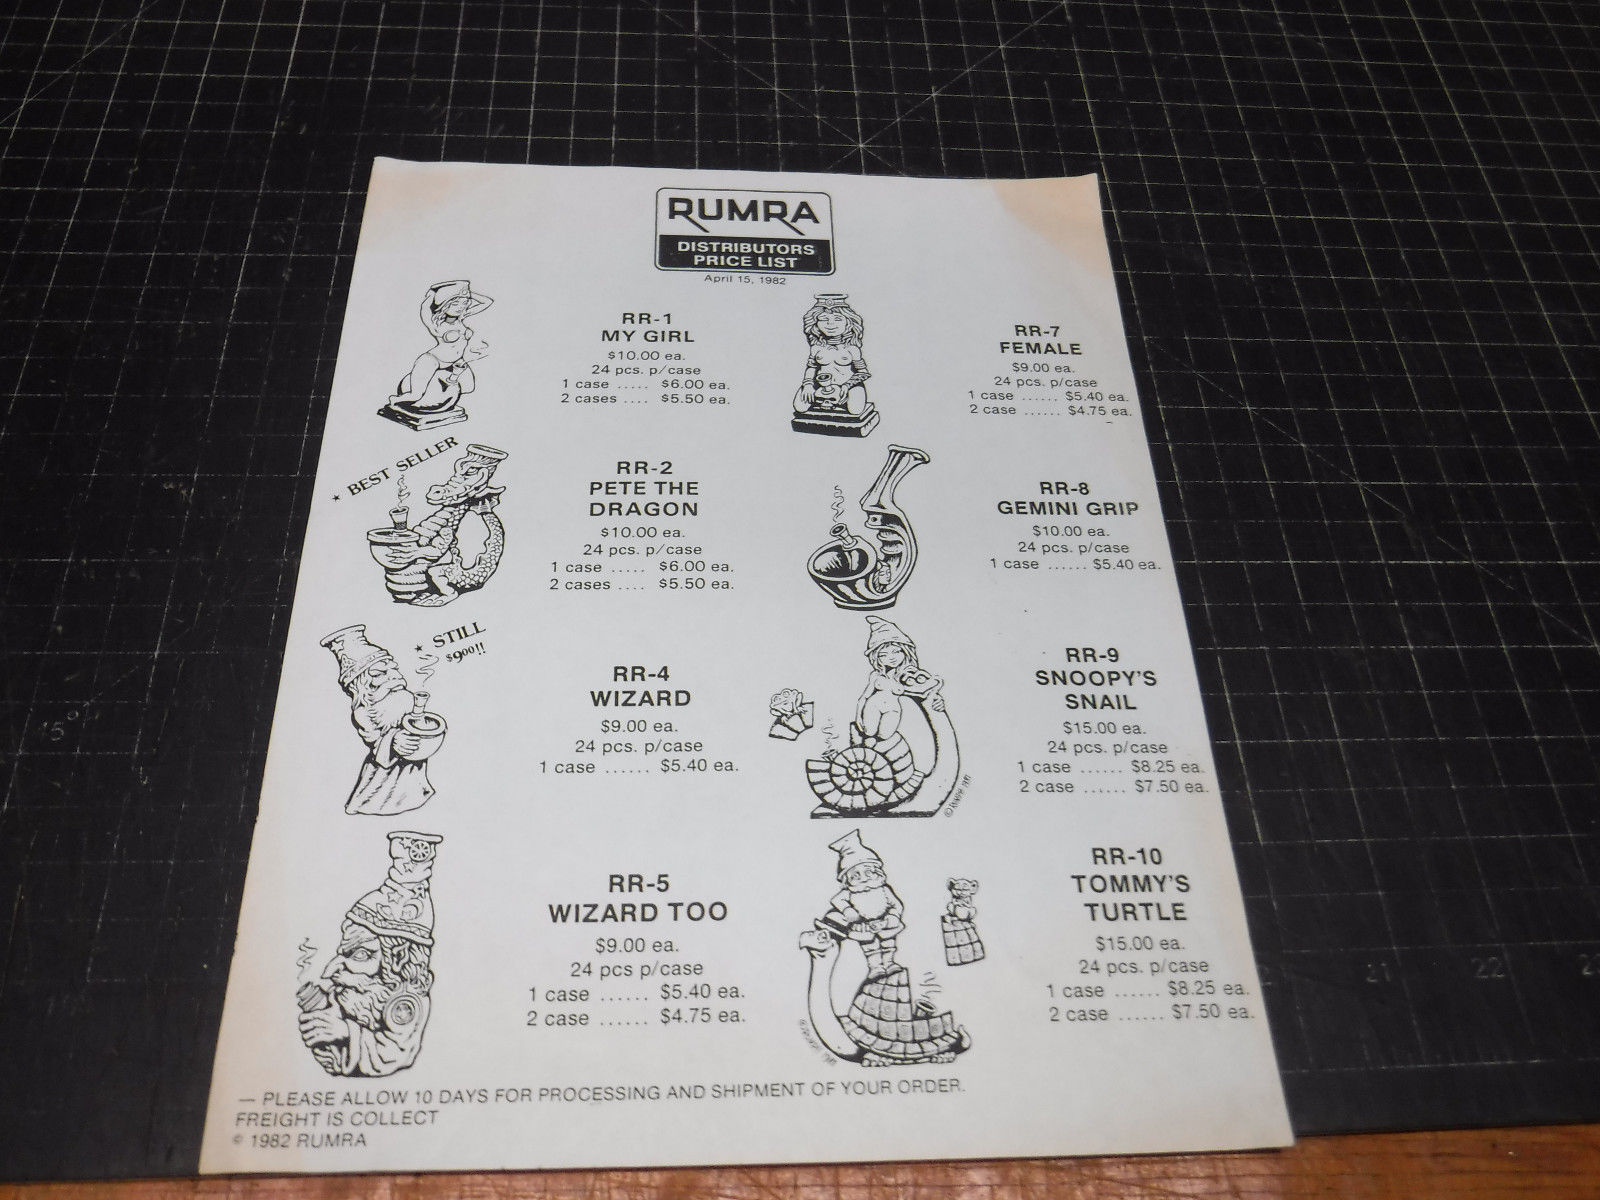 RUMRA
DISTRIBUTORS
PRICE LIST
April 15, 1982
RR-1
MY GIRL
$10.00 ea.
24 pcs. p/case
1 case ..... $6.00 ea.
2 cases .... $5.50 ea.
* BEST SELLER
RR-2
PETE THE
DRAGON
$10.00 ea.
24 pcs. p/case
1 case ..... $6.00 ea.
2 cases .... $5.50 ea.
* STILL
$9.00!!
RR-4
WIZARD
$9.00 ea.
24 pcs. p/case
1 case ...... $5.40 ea.
RR-5
WIZARD TOO
$9.00 ea.
24 pcs p/case
1 case ...... $5.40 ea.
2 case ...... $4.75 ea.
RR-7
FEMALE
$9.00 ea.
24 pcs. p/case
1 case ...... $5.40 ea.
2 case ...... $4.75 ea.
RR-8
GEMINI GRIP
$10.00 ea.
24 pcs. p/case
1 case ...... $5.40 ea.
RR-9
SNOOPY'S
SNAIL
$15.00 ea.
24 pcs. p/case
1 case ...... $8.25 ea.
2 case ...... $7.50 ea.
RR-10
TOMMY'S
TURTLE
$15.00 ea.
24 pcs. p/case
1 case ...... $8.25 ea.
2 case ...... $7.50 ea.
— PLEASE ALLOW 10 DAYS FOR PROCESSING AND SHIPMENT OF YOUR ORDER.
FREIGHT IS COLLECT
© 1982 RUMRA
15°
21
22